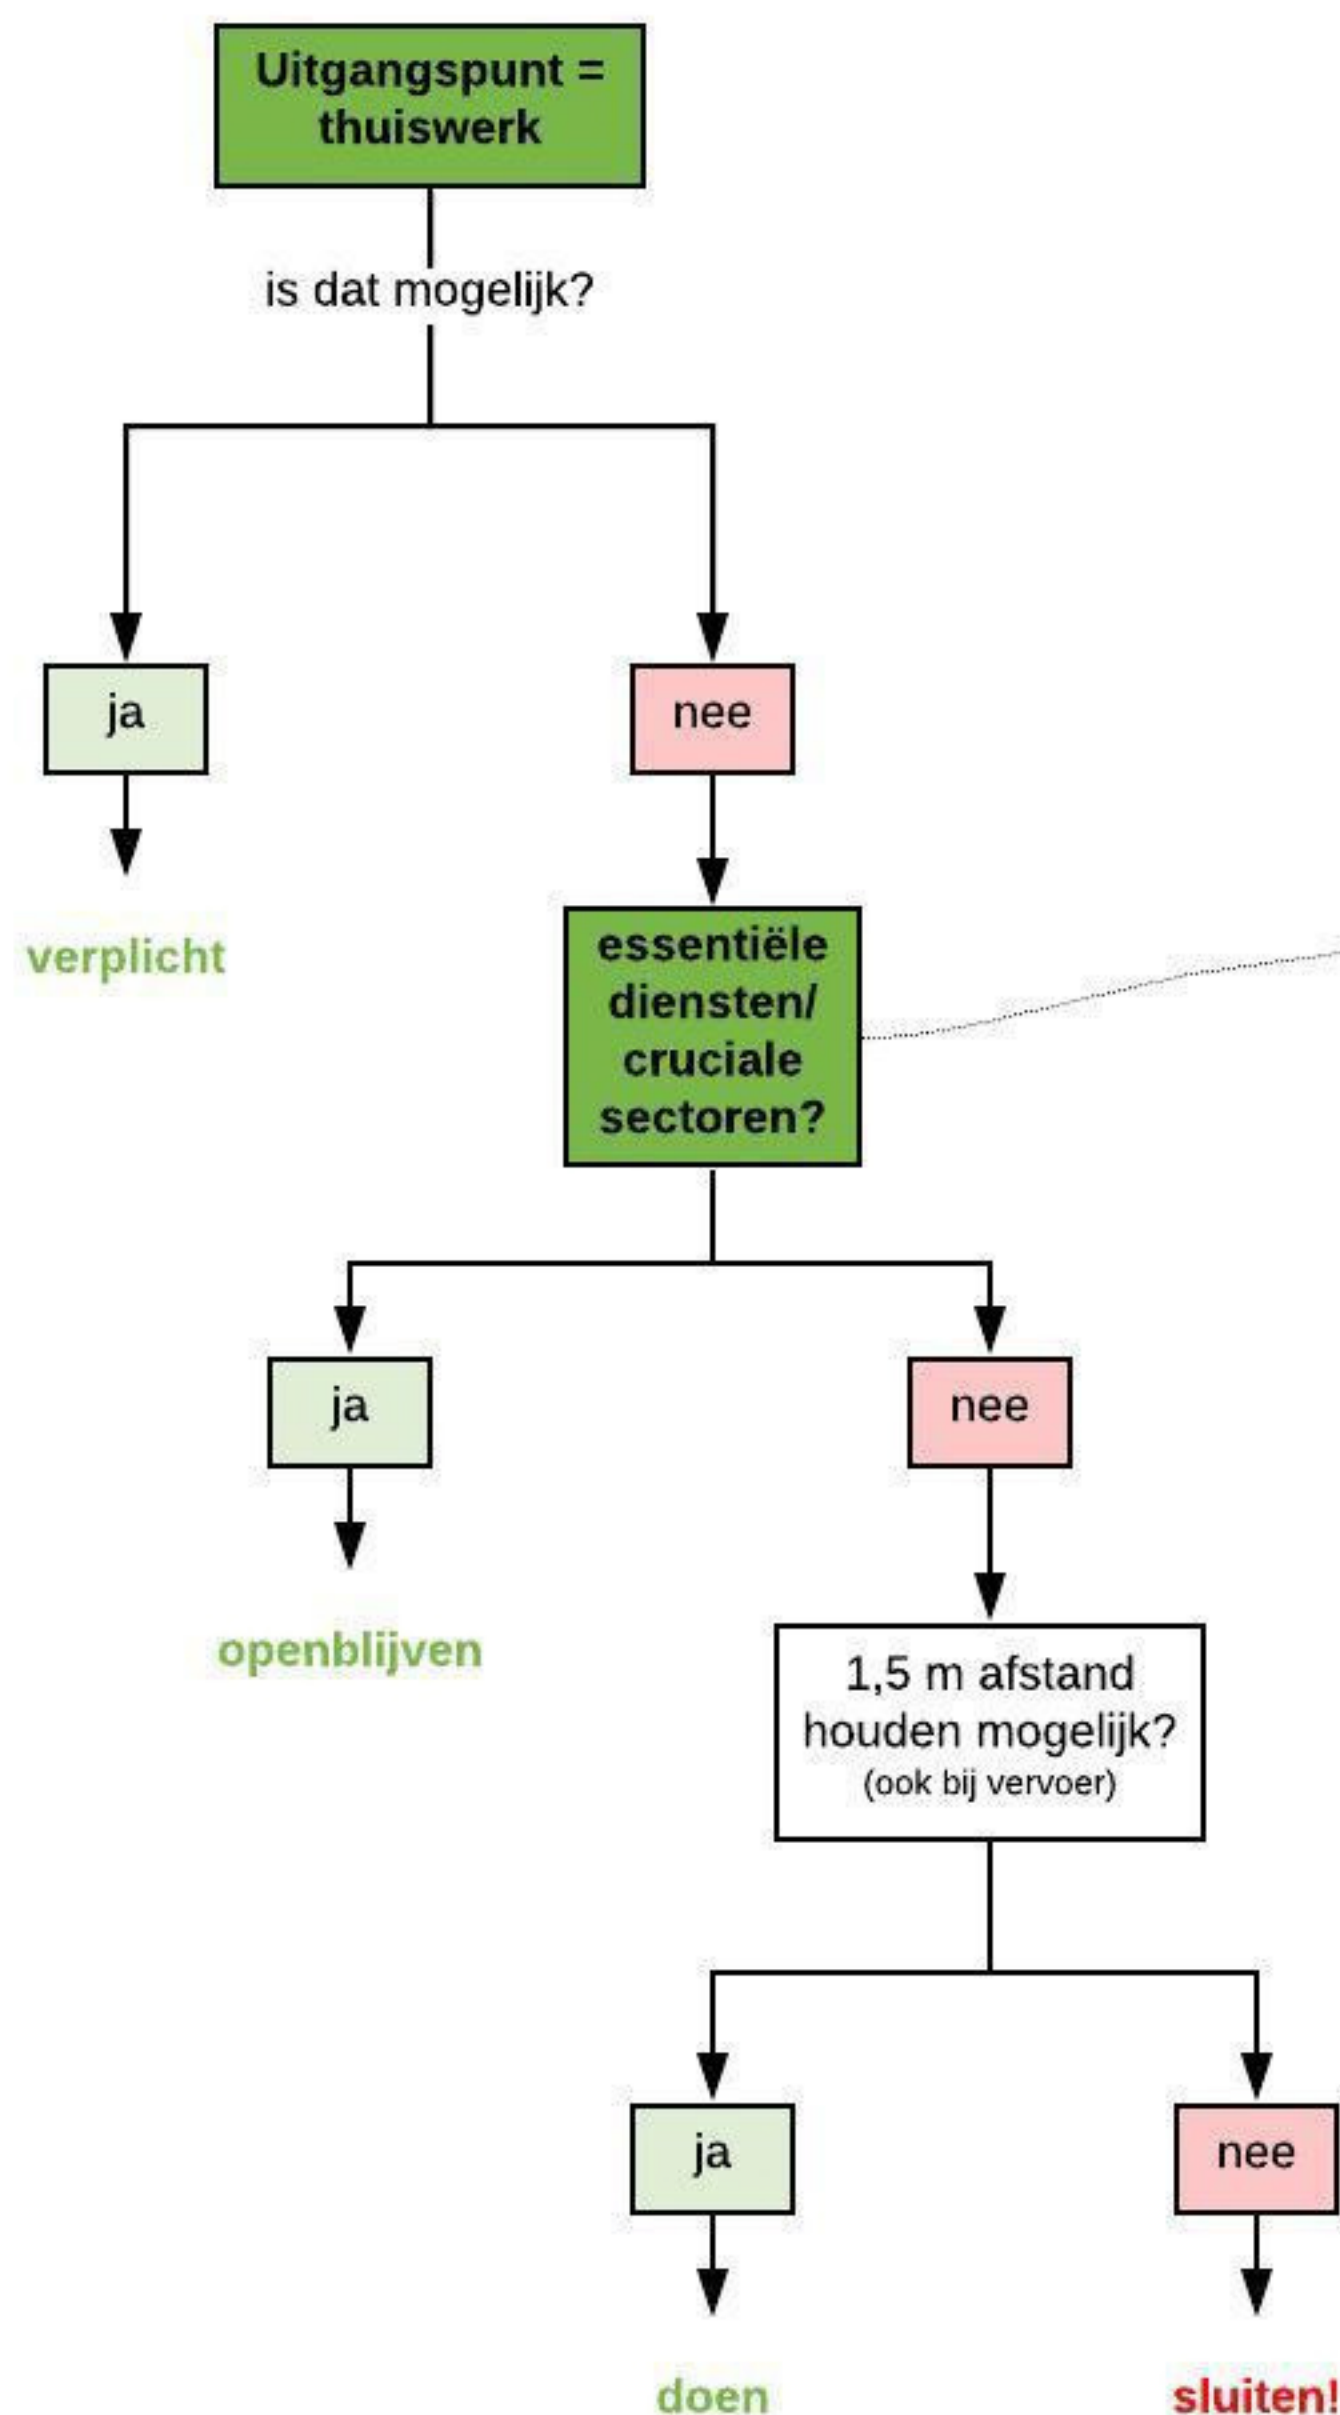 Uitgangspunt =
thuiswerk
is dat mogelijk?
ja
nee
verplicht
essentiële
diensten/
cruciale
sectoren?
ja
nee
openblijven
1,5 m afstand
houden mogelijk?
(ook bij vervoer)
ja
nee
doen
sluiten!